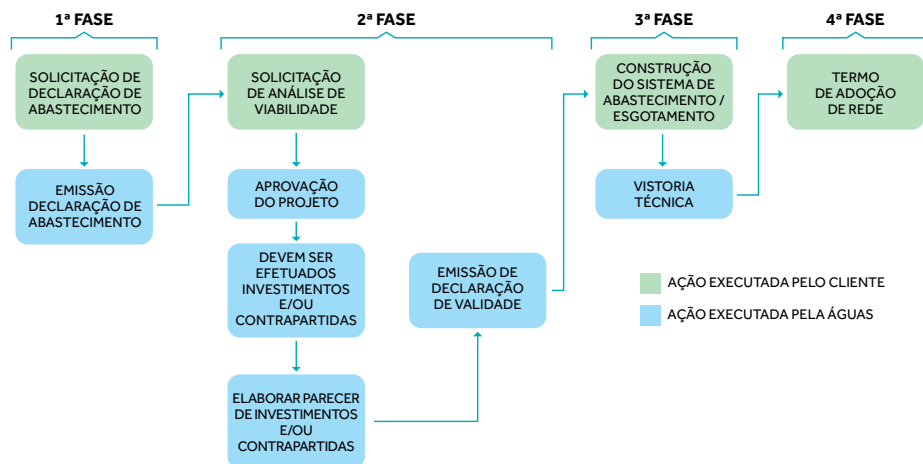 1ª FASE
SOLICITAÇÃO DE
DECLARAÇÃO DE
ABASTECIMENTO
EMISSÃO
DECLARAÇÃO DE
ABASTECIMENTO
2ª FASE
SOLICITAÇÃO
DE ANÁLISE DE
VIABILIDADE
APROVAÇÃO
DO PROJETO
DEVEM SER
EFETUADOS
INVESTIMENTOS
E/OU
CONTRAPARTIDAS
ELABORAR PARECER
DE INVESTIMENTOS
E/OU
CONTRAPARTIDAS
EMISSÃO DE
DECLARAÇÃO
DE VALIDADE
3ª FASE
CONSTRUÇÃO
DO SISTEMA DE
ABASTECIMENTO /
ESGOTAMENTO
VISTORIA
TÉCNICA
4ª FASE
TERMO
DE ADOÇÃO
DE REDE
AÇÃO EXECUTADA PELO CLIENTE
AÇÃO EXECUTADA PELA ÁGUAS